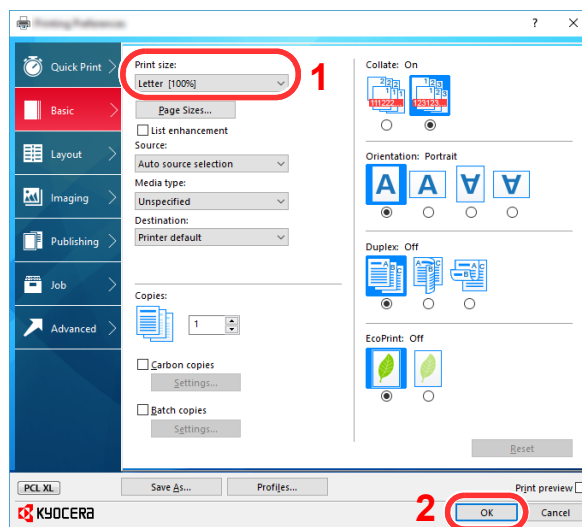 ? ×
Quick Print
Basic
Layout
Imaging
Publishing
Job
Advanced
Print size:
Letter [100%]
1
Page Sizes...
List enhancement
Source:
Auto source selection
Media type:
Unspecified
Destination:
Printer default
Copies:
1
Carbon copies
Settings...
Batch copies
Settings...
Collate: On
111222 123123
Orientation: Portrait
A A A A
Duplex: Off
EcoPrint: Off
Reset
PCL XL
Save As...
Profiles...
Print preview
KYOCERA
2
OK
Cancel